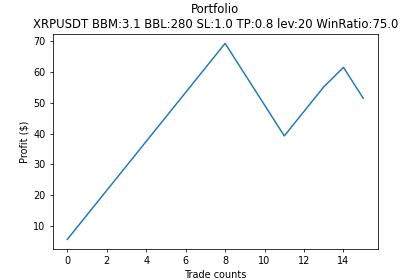 Portfolio
XRPUSDT BBM:3.1 BBL:280 SL:1.0 TP:0.8 lev:20 WinRatio:75.0
70
60
50
40
30
20
10
Profit ($)
0 2 4 6 8 10 12 14
Trade counts